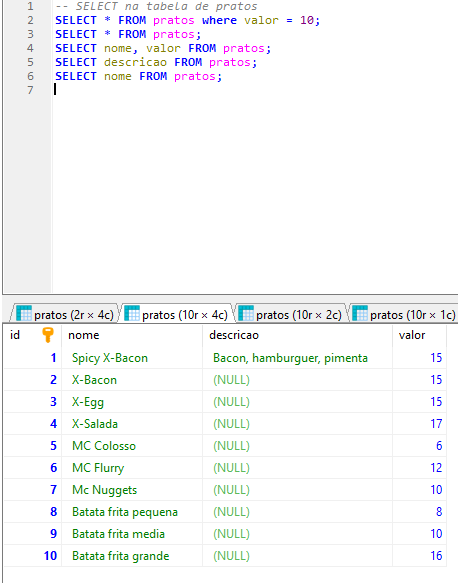 1 -- SELECT na tabela de pratos
2 SELECT * FROM pratos where valor = 10;
3 SELECT * FROM pratos;
4 SELECT nome, valor FROM pratos;
5 SELECT descricao FROM pratos;
6 SELECT nome FROM pratos;
7
pratos (2r × 4c) pratos (10r × 4c) pratos (10r × 2c) pratos (10r × 1c)
id nome descricao valor
1 Spicy X-Bacon Bacon, hamburguer, pimenta 15
2 X-Bacon (NULL) 15
3 X-Egg (NULL) 15
4 X-Salada (NULL) 17
5 MC Colosso (NULL) 6
6 MC Flurry (NULL) 12
7 Mc Nuggets (NULL) 10
8 Batata frita pequena (NULL) 8
9 Batata frita media (NULL) 10
10 Batata frita grande (NULL) 16